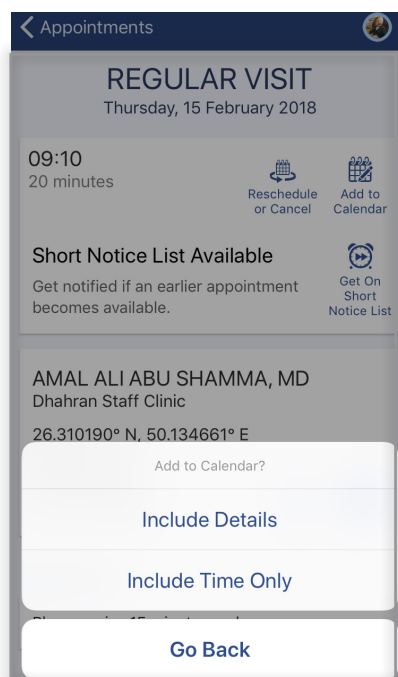 Appointments
REGULAR VISIT
Thursday, 15 February 2018
09:10
20 minutes
Reschedule
or Cancel
Add to
Calendar
Short Notice List Available
Get notified if an earlier appointment
becomes available.
Get On
Short
Notice List
AMAL ALI ABU SHAMMA, MD
Dhahran Staff Clinic
26.310190° N, 50.134661° E
Add to Calendar?
Include Details
Include Time Only
Go Back